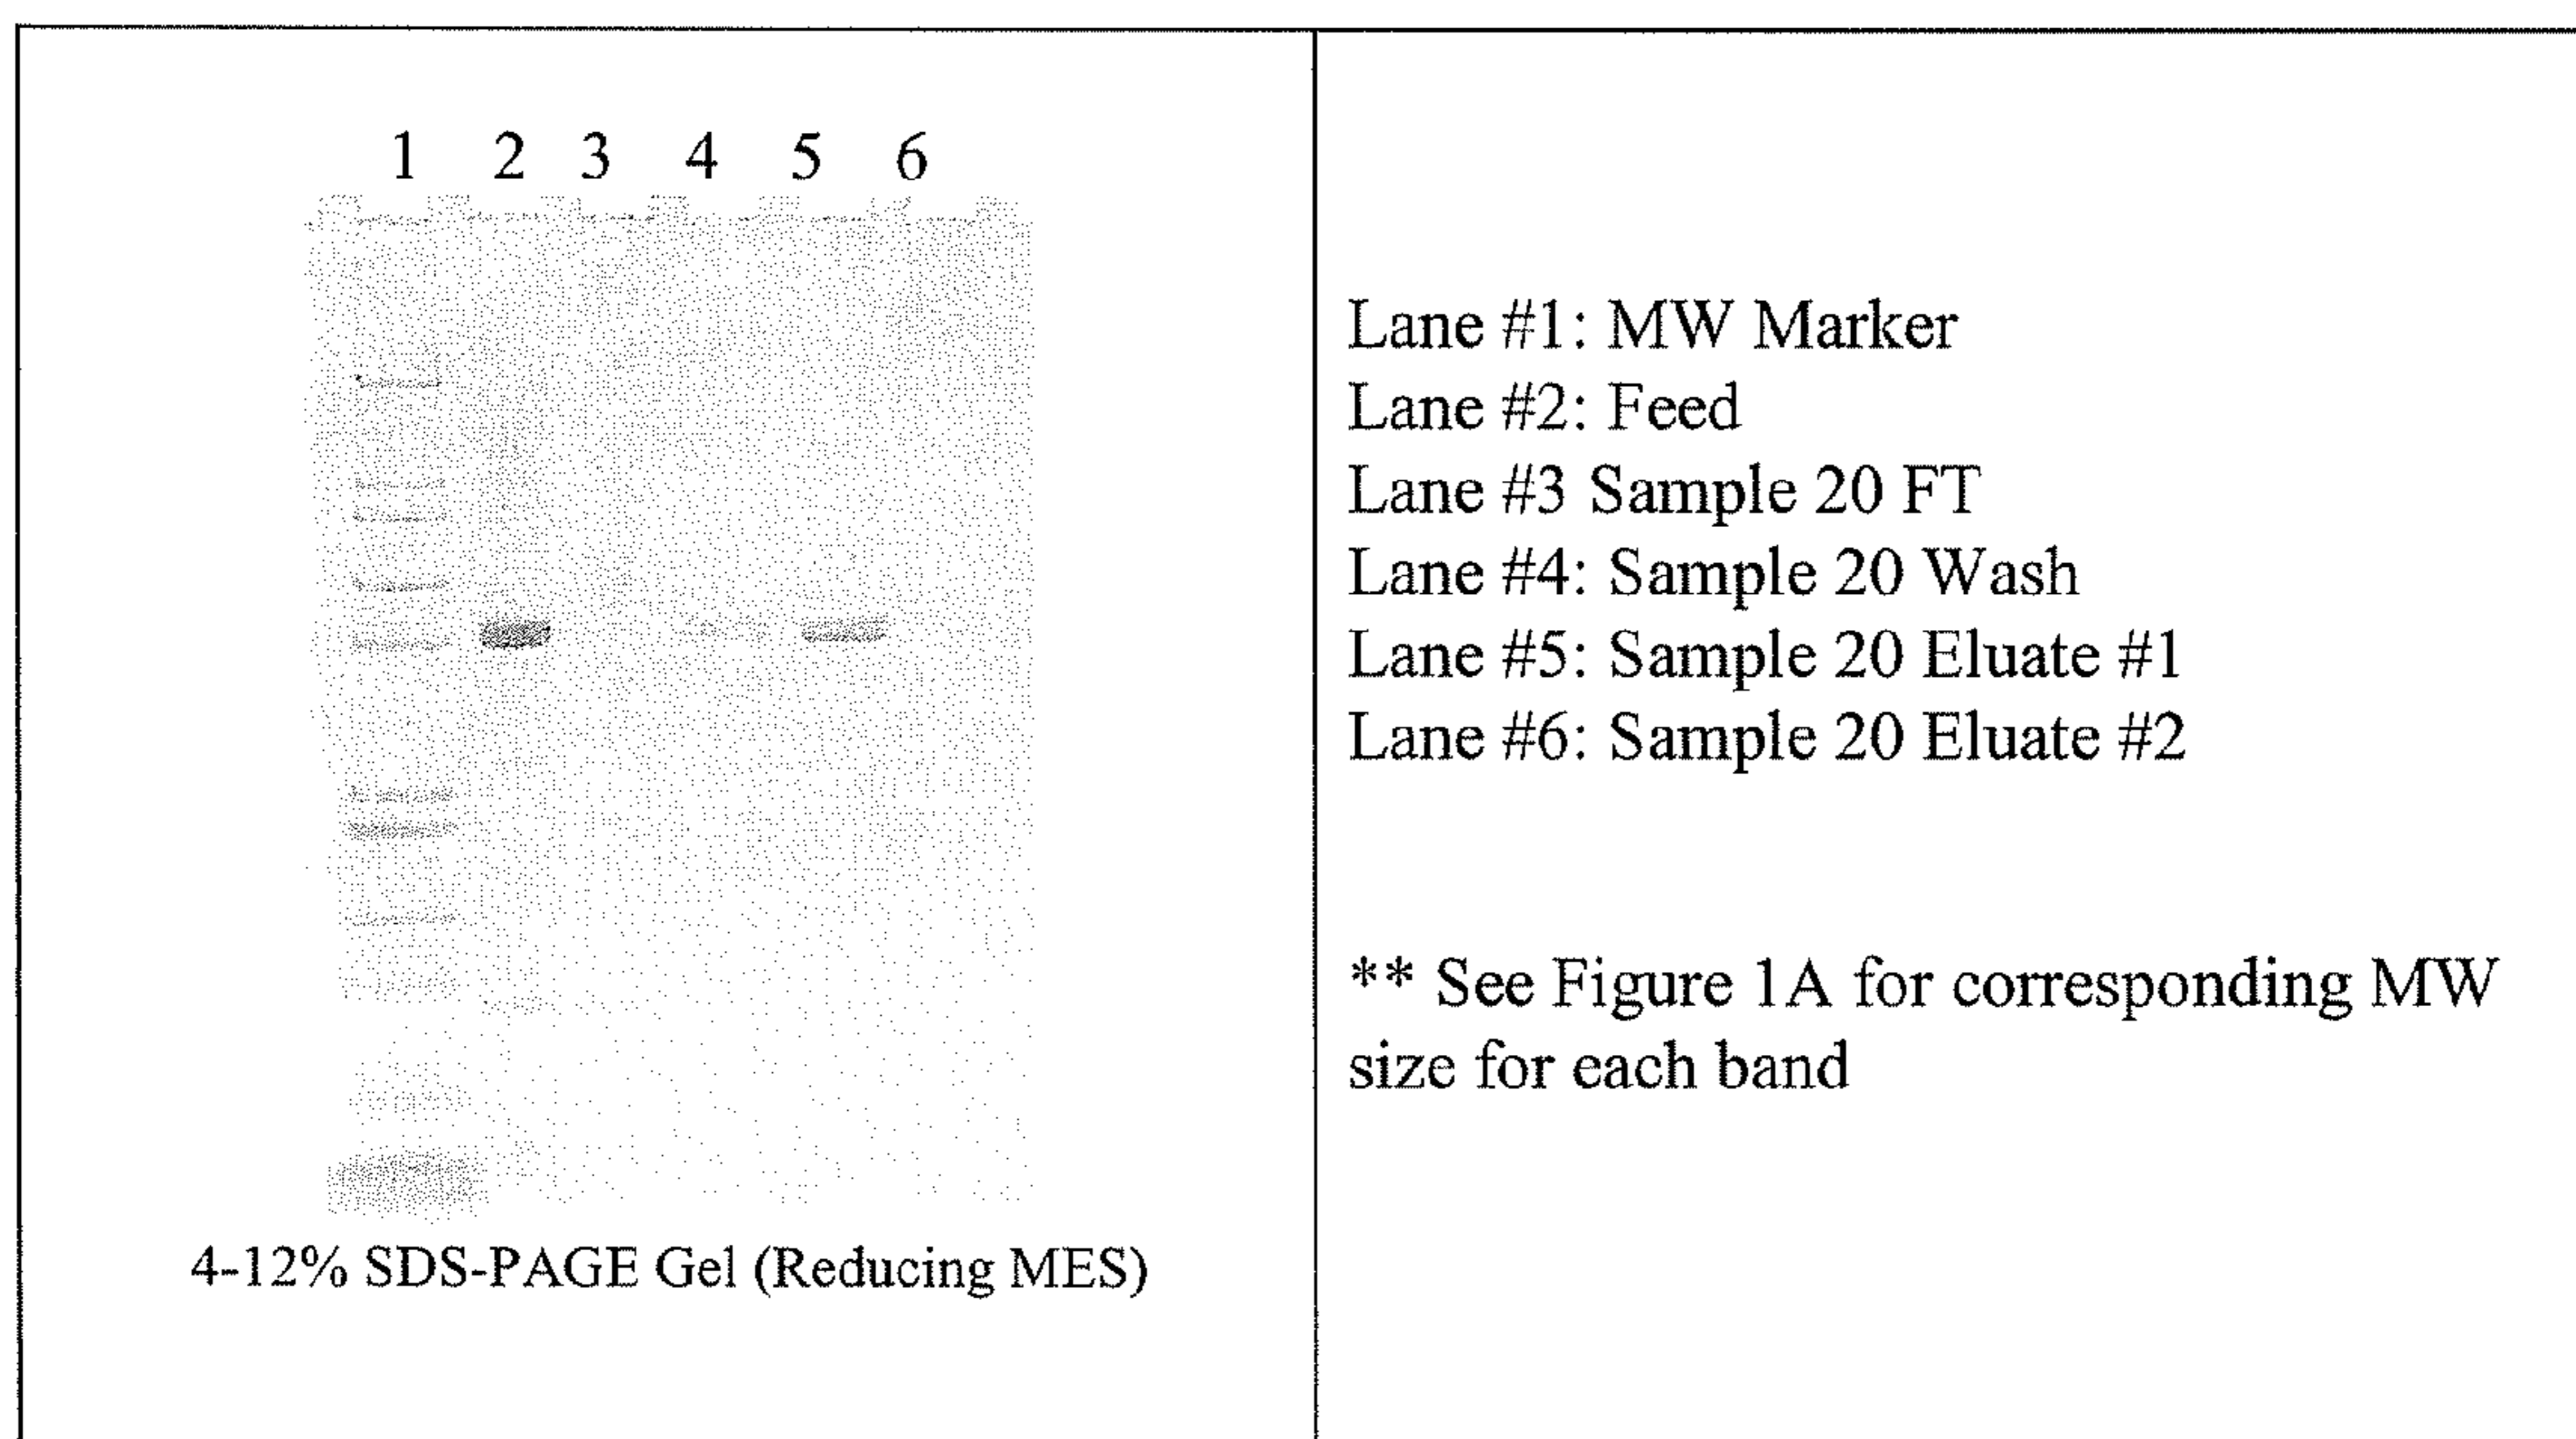 1 2 3 4 5 6
Lane #1: MW Marker
Lane #2: Feed
Lane #3 Sample 20 FT
Lane #4: Sample 20 Wash
Lane #5: Sample 20 Eluate #1
Lane #6: Sample 20 Eluate #2
** See Figure 1A for corresponding MW
size for each band
4-12% SDS-PAGE Gel (Reducing MES)